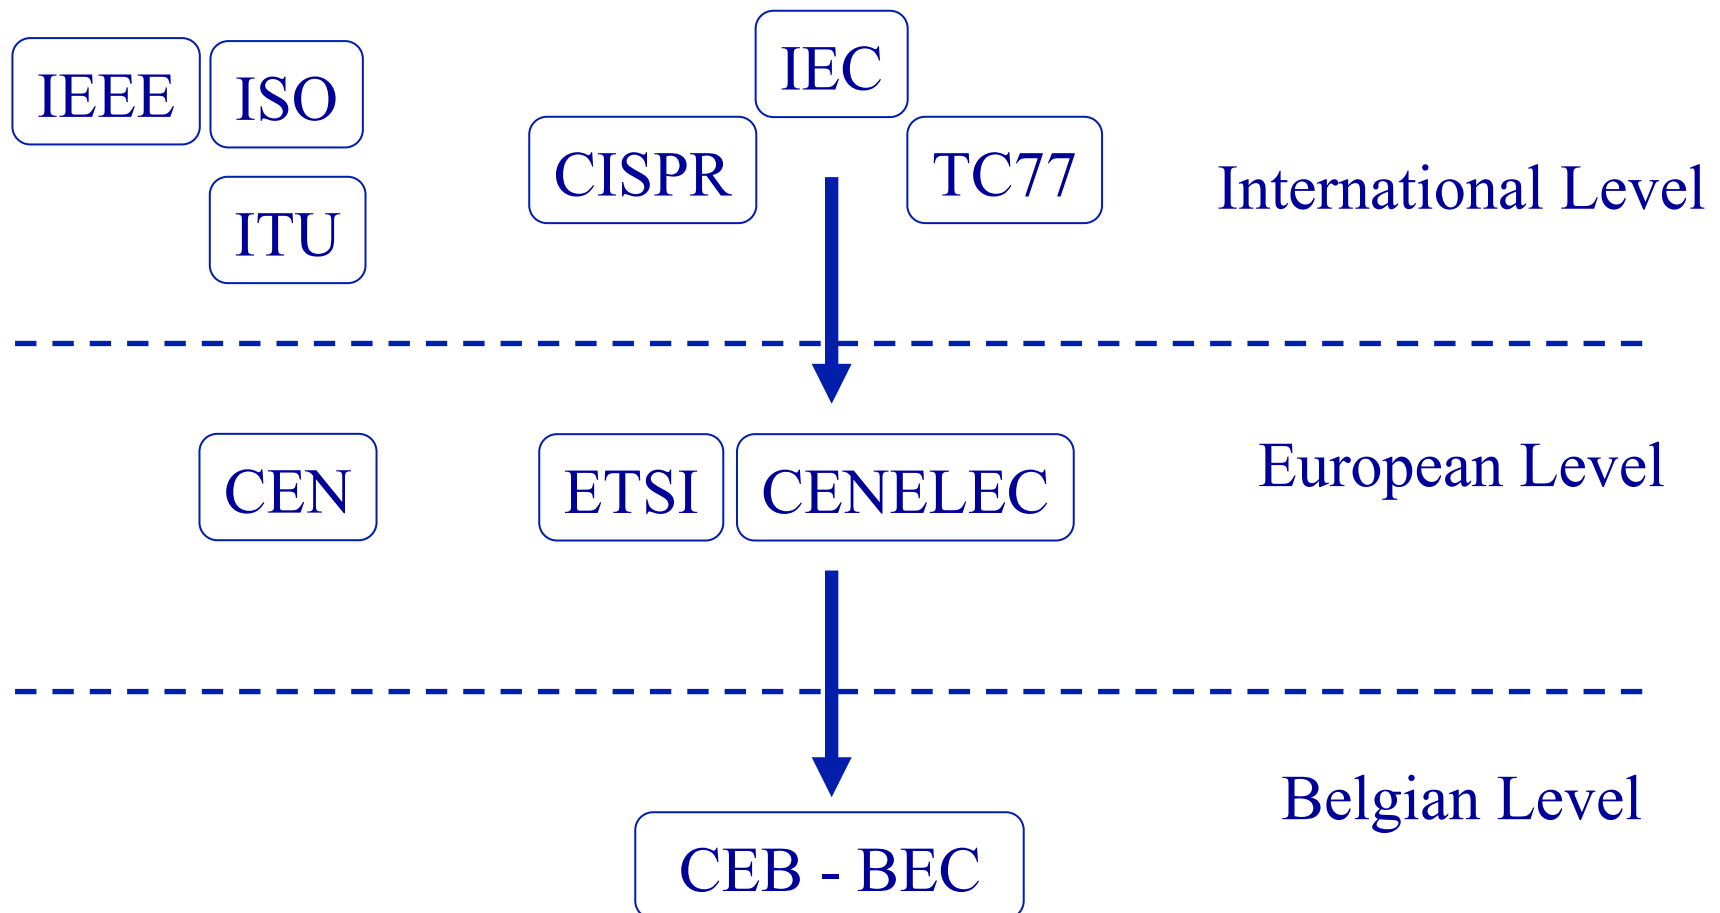 IEEE
ISO
ITU
IEC
CISPR
TC77
International Level
CEN
ETSI
CENELEC
European Level
CEB - BEC
Belgian Level